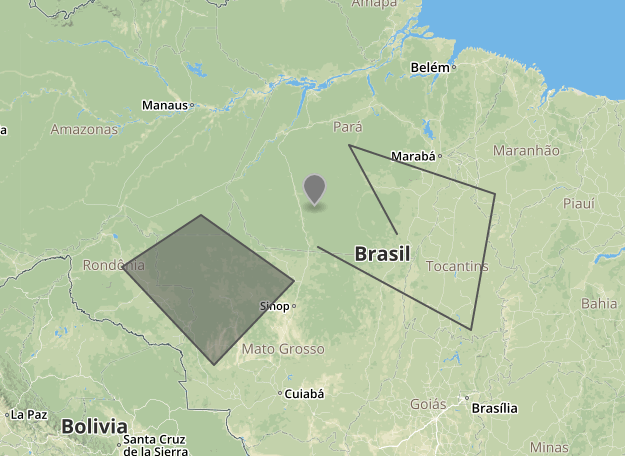 Amapá
Belém
Manaus
Pará
Amazonas
a
Marabá
Maranhão
Piauí
Brasil
Rondônia
Tocantins
Sinop
Bahia
Mato Grosso
Cuiabá
Goiás
Brasília
La Paz
Bolivia
Santa Cruz
de la Sierra
Minas